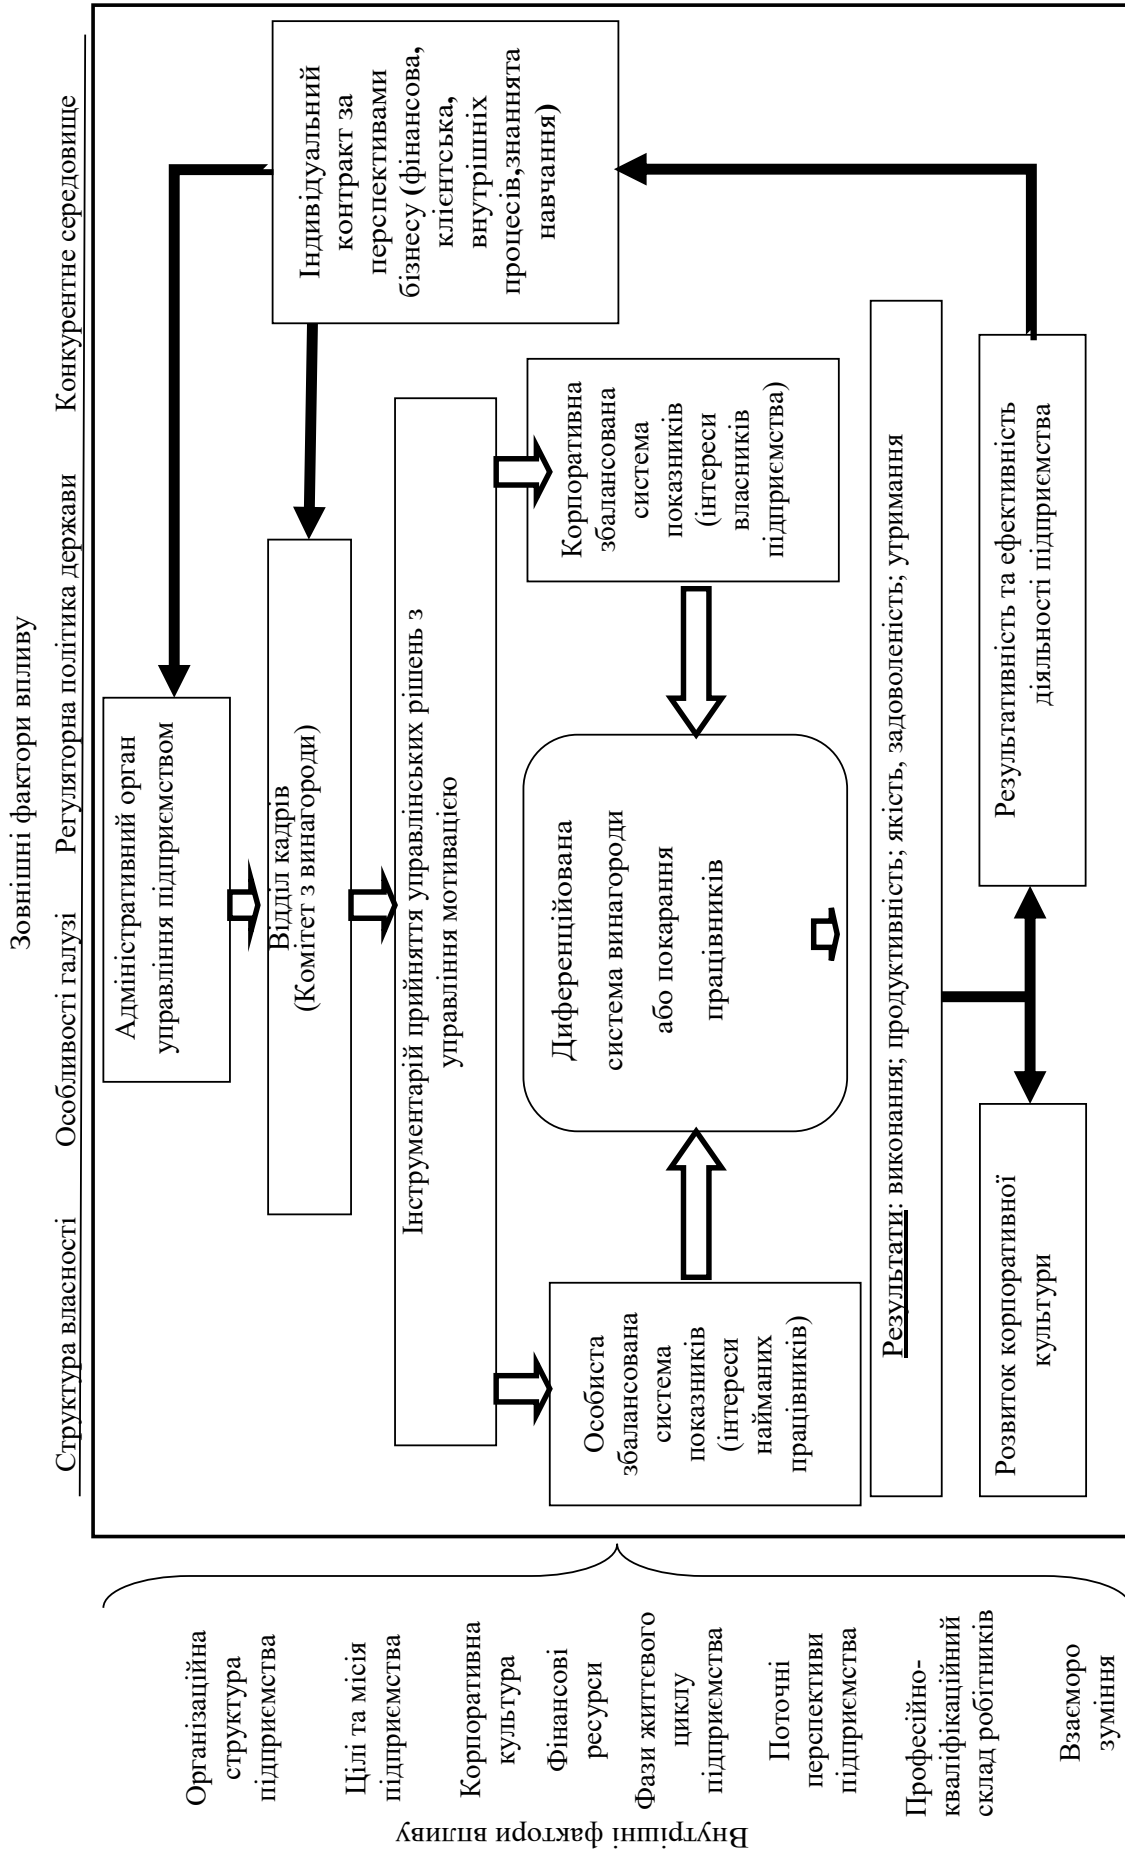 Зовнішні фактори впливу
Структура власності Особливості галузі Регуляторна політика держави Конкурентне середовище
Внутрішні фактори впливу
Організаційна
структура
підприємства
Цілі та місія
підприємства
Корпоративна
культура
Фінансові
ресурси
Фази життєвого
циклу
підприємства
Поточні
перспективи
підприємства
Професійно-
кваліфікаційний
склад робітників
Взаєморо
зуміння
Адміністративний орган
управління підприємством
Відділ кадрів
(Комітет з винагороди)
Інструментарій прийняття управлінських рішень з
управління мотивацією
Індивідуальний
контракт за
перспективами
бізнесу (фінансова,
клієнтська,
внутрішніх
процесів,знаннята
навчання)
Особиста
збалансована
система
показників
(інтереси
найманих
працівників)
Диференційована
система винагороди
або покарання
працівників
Корпоративна
збалансована
система
показників
(інтереси
власників
підприємства)
Результати: виконання; продуктивність; якість, задоволеність; утримання
Розвиток корпоративної
культури
Результативність та ефективність
діяльності підприємства